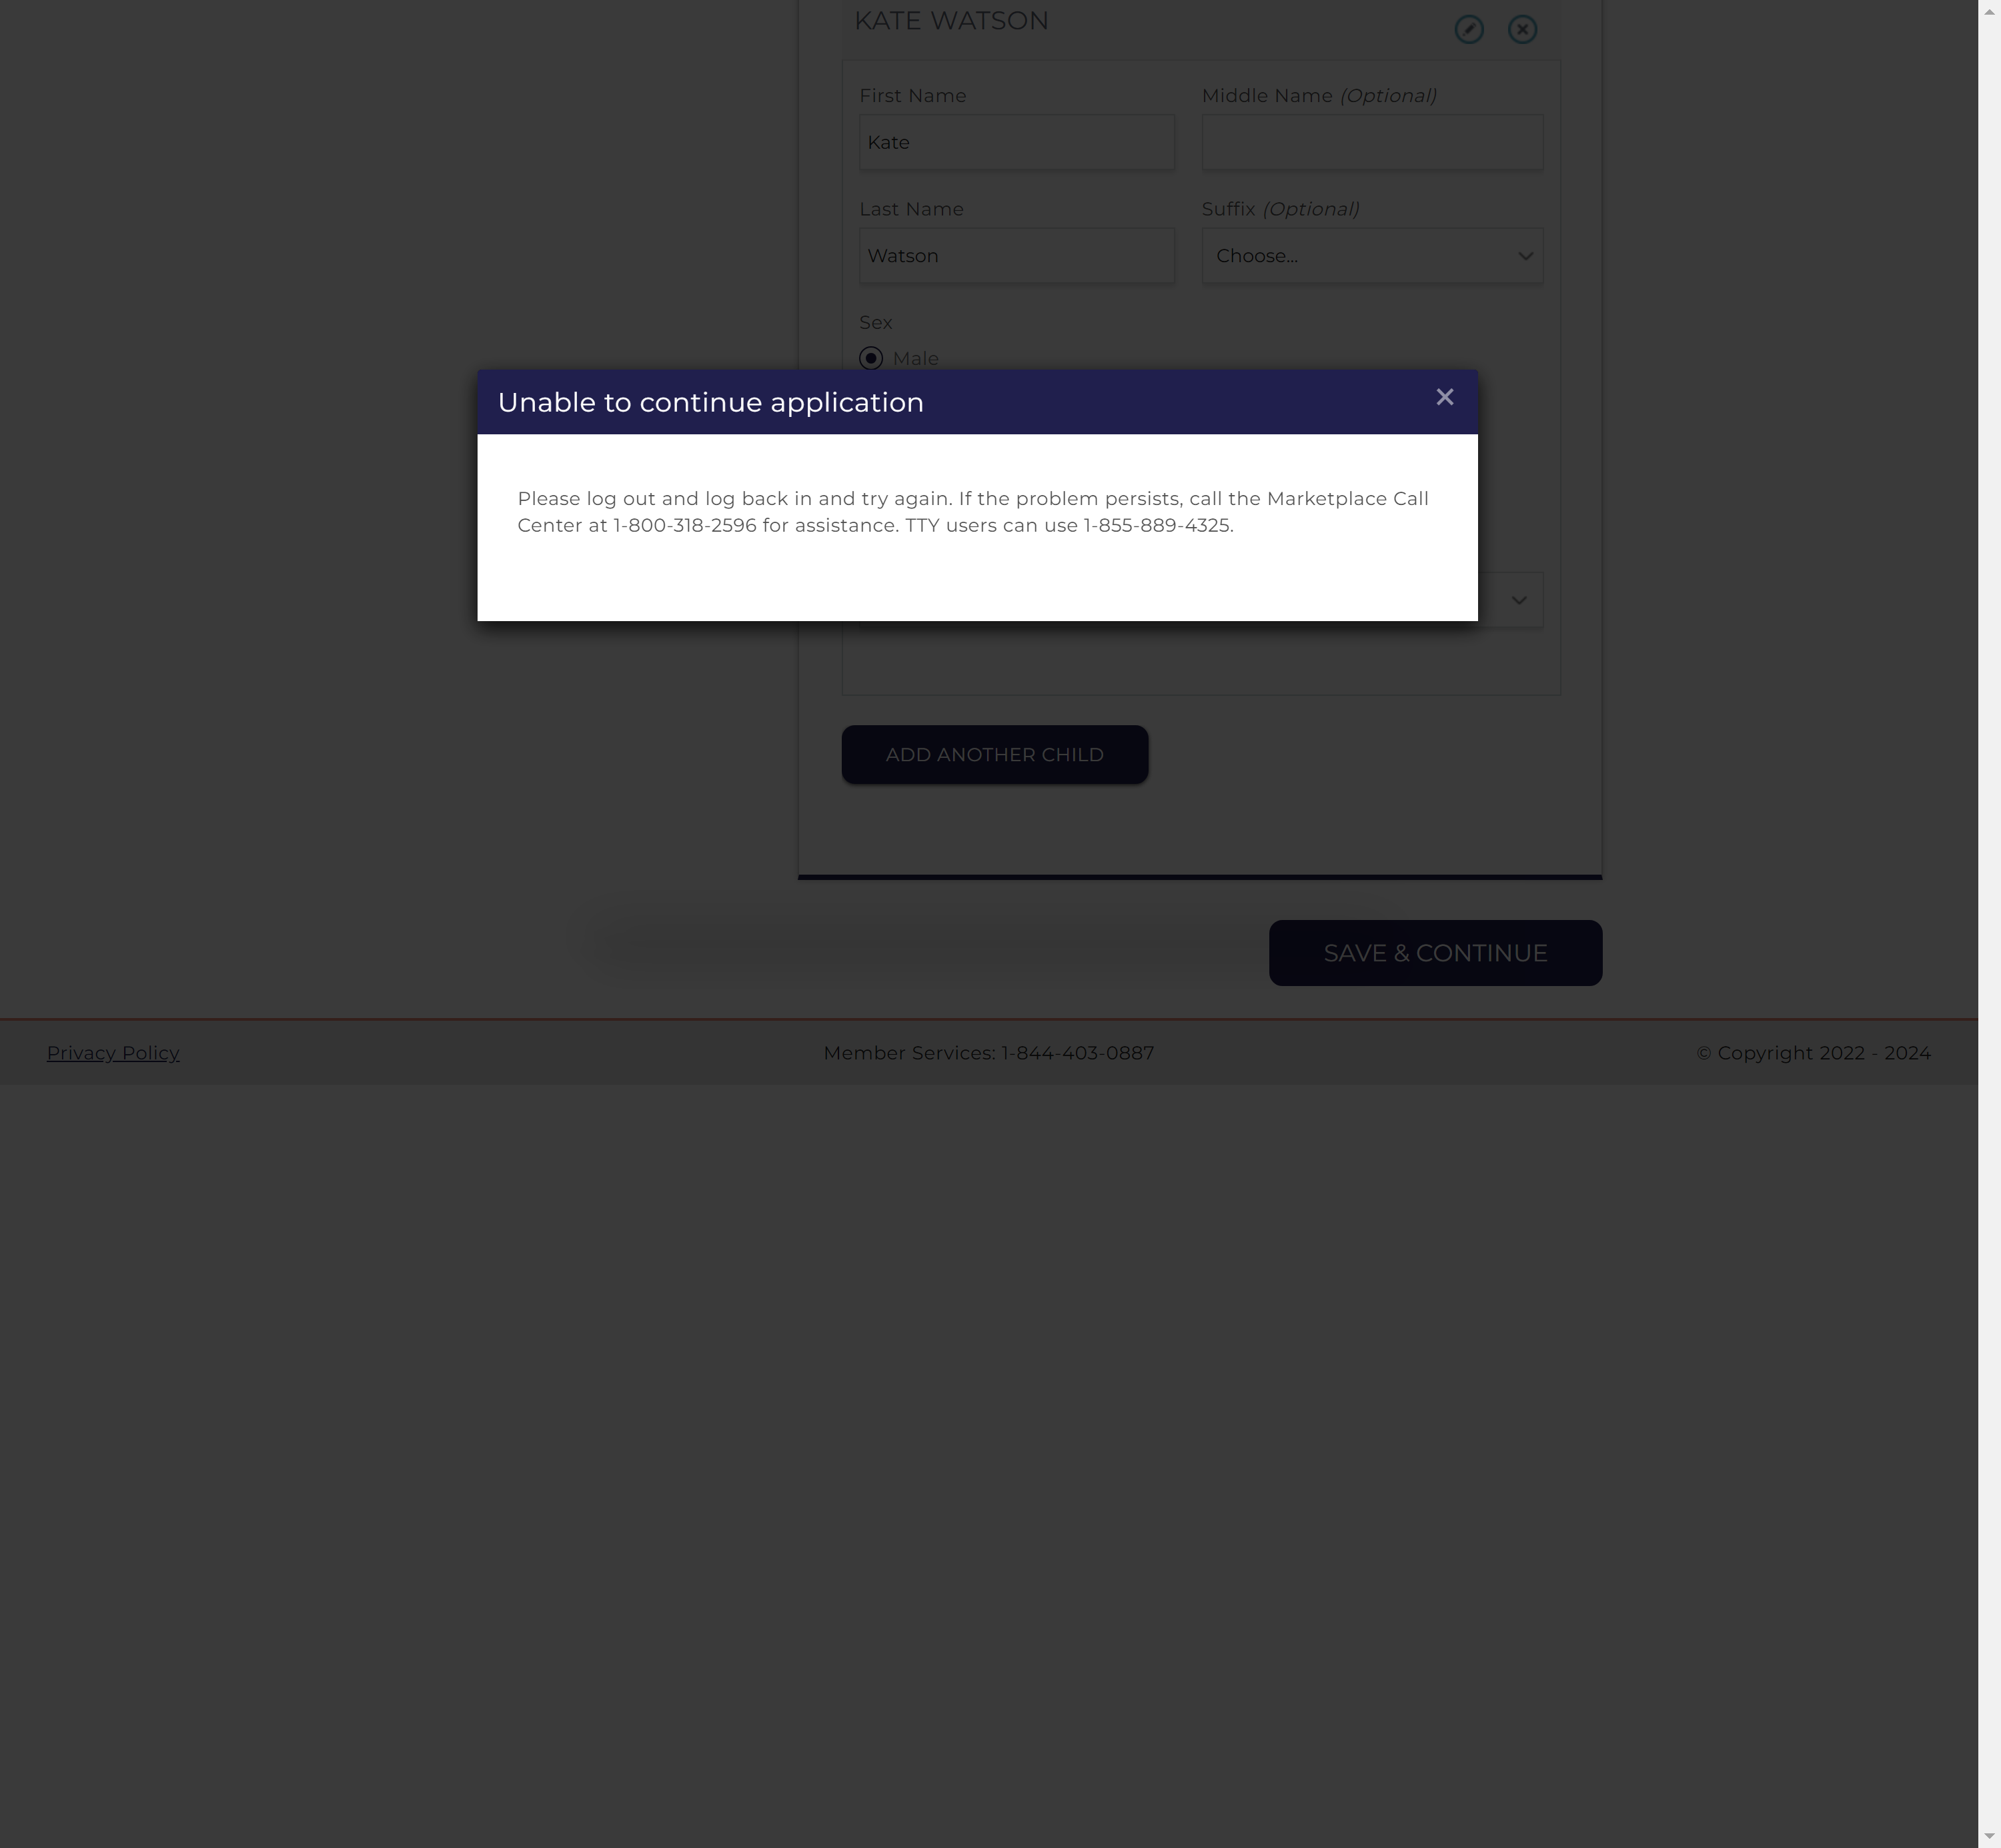 KATE WATSON
First Name
Middle Name (Optional)
Kate
Last Name
Suffix (Optional)
Watson
Choose...
Sex
Male
Unable to continue application
Please log out and log back in and try again. If the problem persists, call the Marketplace Call
Center at 1-800-318-2596 for assistance. TTY users can use 1-855-889-4325.
ADD ANOTHER CHILD
SAVE & CONTINUE
Privacy Policy
Member Services: 1-844-403-0887
© Copyright 2022 - 2024